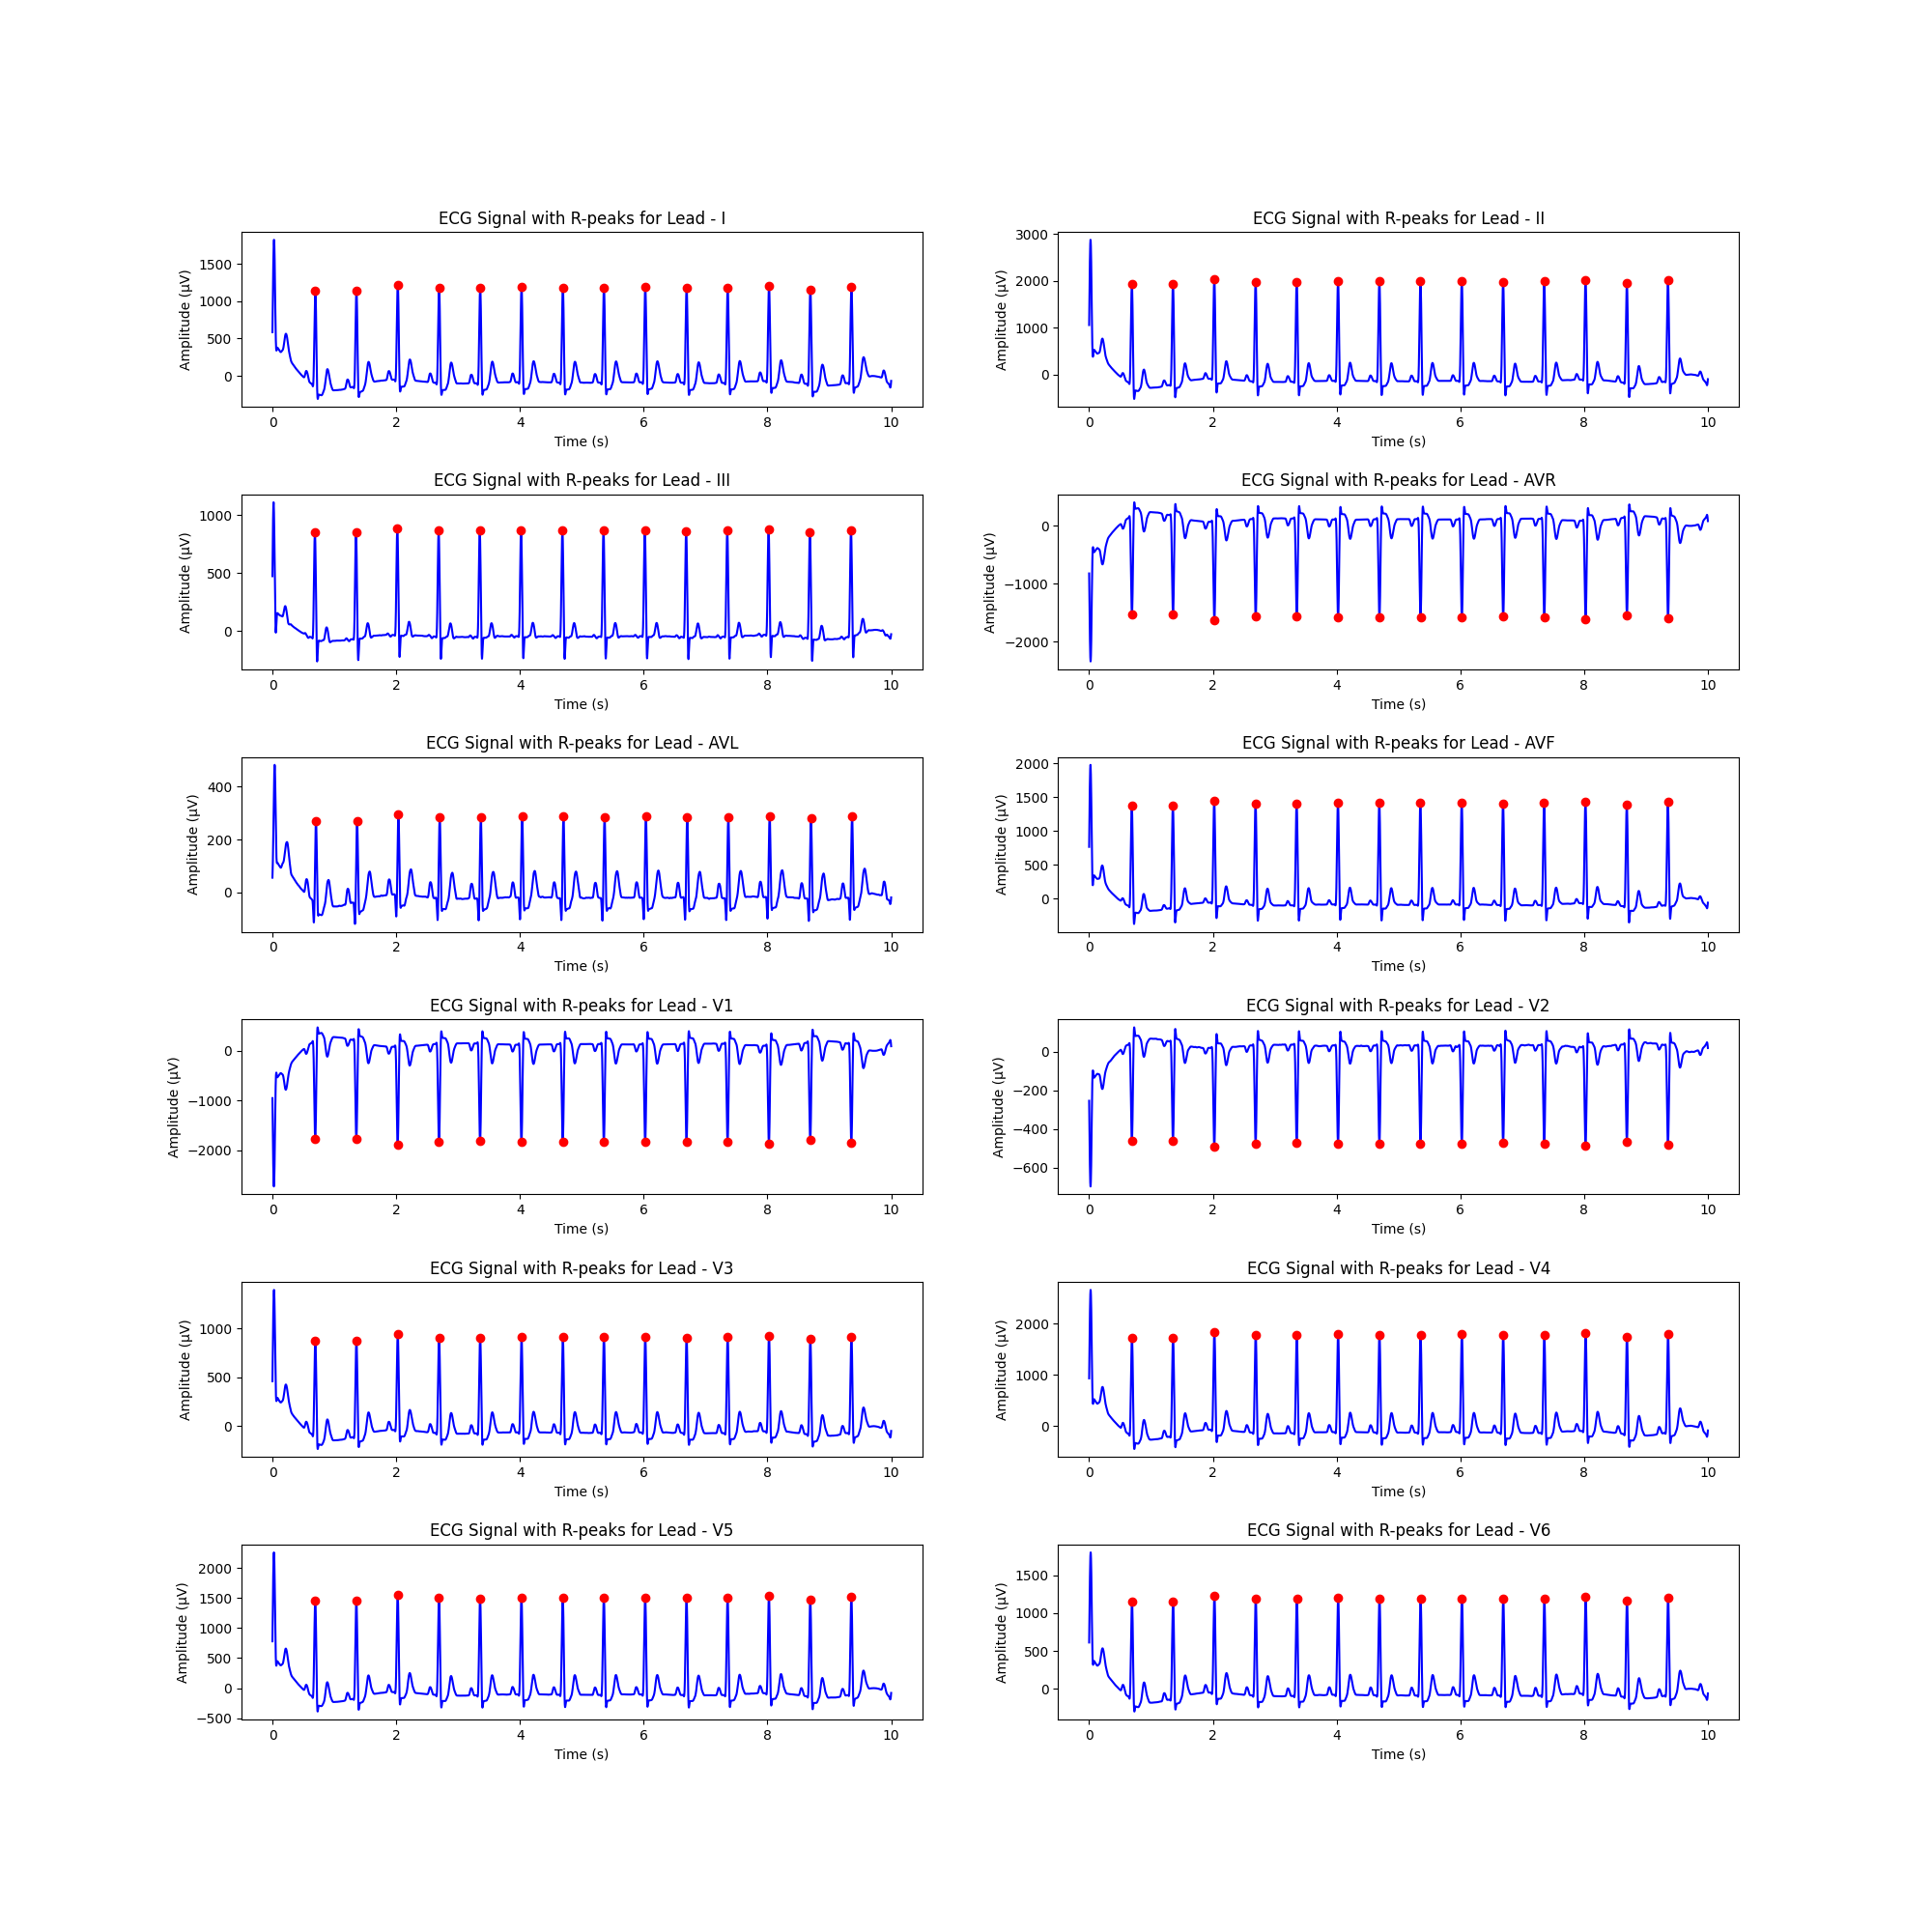 ECG Signal with R-peaks for Lead - I
Amplitude (µV)
1500
1000
500
0
0 2 4 6 8 10
Time (s)
ECG Signal with R-peaks for Lead - II
Amplitude (µV)
3000
2000
1000
0
0 2 4 6 8 10
Time (s)
ECG Signal with R-peaks for Lead - III
Amplitude (µV)
1000
500
0
0 2 4 6 8 10
Time (s)
ECG Signal with R-peaks for Lead - AVR
Amplitude (µV)
0
−1000
−2000
0 2 4 6 8 10
Time (s)
ECG Signal with R-peaks for Lead - AVL
Amplitude (µV)
400
200
0
0 2 4 6 8 10
Time (s)
ECG Signal with R-peaks for Lead - AVF
Amplitude (µV)
2000
1500
1000
500
0
0 2 4 6 8 10
Time (s)
ECG Signal with R-peaks for Lead - V1
Amplitude (µV)
0
−1000
−2000
0 2 4 6 8 10
Time (s)
ECG Signal with R-peaks for Lead - V2
Amplitude (µV)
0
−200
−400
−600
0 2 4 6 8 10
Time (s)
ECG Signal with R-peaks for Lead - V3
Amplitude (µV)
1000
500
0
0 2 4 6 8 10
Time (s)
ECG Signal with R-peaks for Lead - V4
Amplitude (µV)
2000
1000
0
0 2 4 6 8 10
Time (s)
ECG Signal with R-peaks for Lead - V5
Amplitude (µV)
2000
1500
1000
500
0
−500
0 2 4 6 8 10
Time (s)
ECG Signal with R-peaks for Lead - V6
Amplitude (µV)
1500
1000
500
0
0 2 4 6 8 10
Time (s)